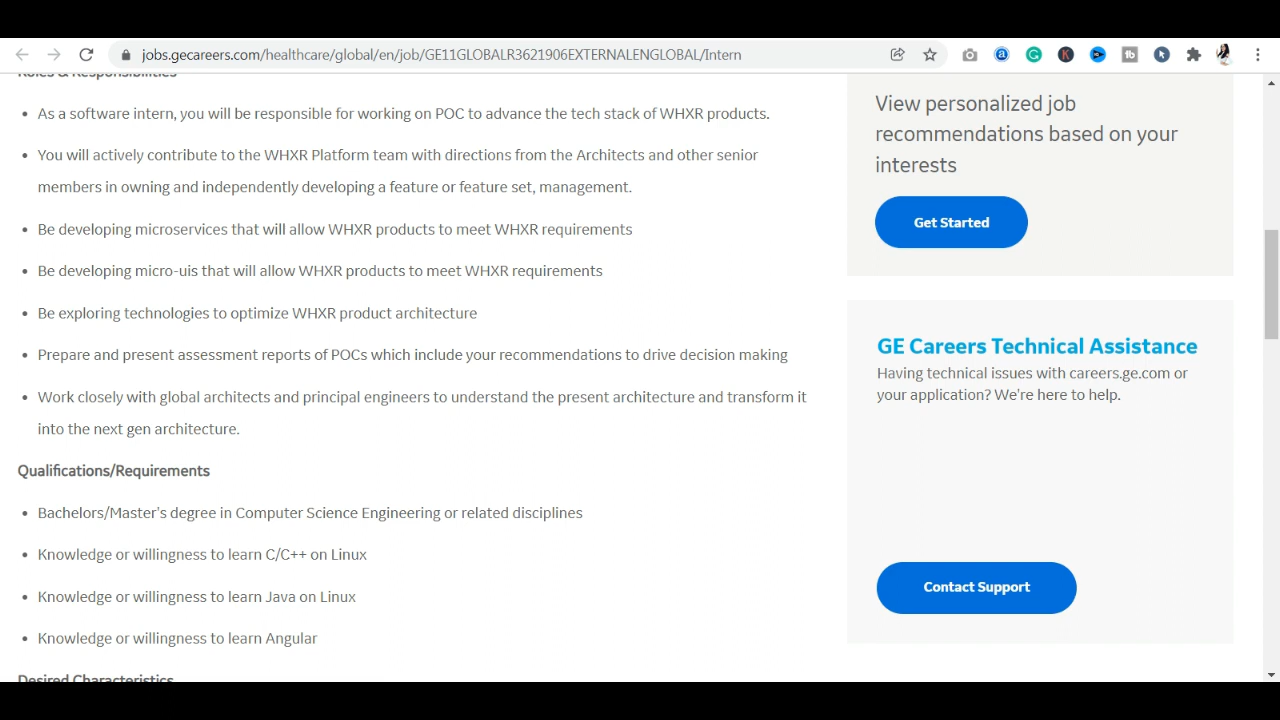 jobs.gecareers.com/healthcare/global/en/job/GE11GLOBALR3621906EXTERNALENGLOBAL/Intern
Roles & Responsibilities
• As a software intern, you will be responsible for working on POC to advance the tech stack of WHXR products.
• You will actively contribute to the WHXR Platform team with directions from the Architects and other senior
members in owning and independently developing a feature or feature set, management.
• Be developing microservices that will allow WHXR products to meet WHXR requirements
• Be developing micro-uis that will allow WHXR products to meet WHXR requirements
• Be exploring technologies to optimize WHXR product architecture
• Prepare and present assessment reports of POCs which include your recommendations to drive decision making
• Work closely with global architects and principal engineers to understand the present architecture and transform it
into the next gen architecture.
Qualifications/Requirements
• Bachelors/Master's degree in Computer Science Engineering or related disciplines
• Knowledge or willingness to learn C/C++ on Linux
• Knowledge or willingness to learn Java on Linux
• Knowledge or willingness to learn Angular
Desired Characteristics
View personalized job
recommendations based on your
interests
Get Started
GE Careers Technical Assistance
Having technical issues with careers.ge.com or
your application? We're here to help.
Contact Support